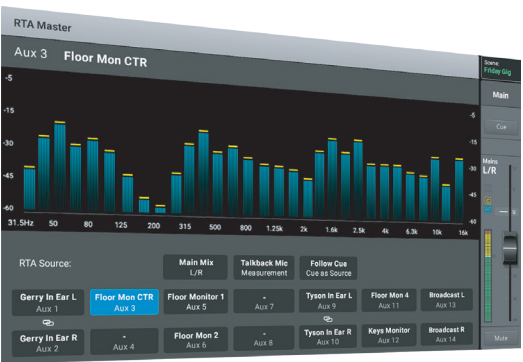 RTA Master
Aux 3 Floor Mon CTR
Scene:
Friday Gig
Main
Cue
Mains
L/R
-5
-15
-30
-45
-60
-5
-15
-30
-45
-60
31.5Hz 50 80 125 200 315 500 800 1.25k 2k 2.5k 4k 6.3k 10k 16k
RTA Source:
Main Mix
L/R
Talkback Mic
Measurement
Follow Cue
Cue as Source
Gerry In Ear L
Aux 1
Floor Mon CTR
Aux 3
Floor Monitor 1
Aux 5
-
Aux 7
Tyson In Ear L
Aux 9
Floor Mon 4
Aux 11
Broadcast L
Aux 13
Gerry In Ear R
Aux 2
-
Aux 4
Floor Mon 2
Aux 6
-
Aux 8
Tyson In Ear R
Aux 10
Keys Monitor
Aux 12
Broadcast R
Aux 14
Mute